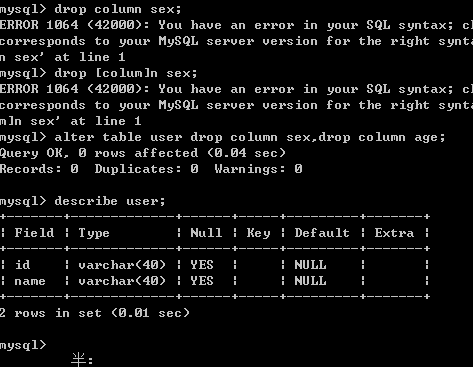 mysql> drop column sex;
ERROR 1064 (42000): You have an error in your SQL syntax; c
corresponds to your MySQL server version for the right synta
n sex' at line 1
mysql> drop [colum]n sex;
ERROR 1064 (42000): You have an error in your SQL syntax; c
corresponds to your MySQL server version for the right synta
m]n sex' at line 1
mysql> alter table user drop column sex,drop column age;
Query OK, 0 rows affected (0.04 sec)
Records: 0  Duplicates: 0  Warnings: 0
mysql> describe user;
+-------+-------------+------+-----+---------+-------+
| Field | Type        | Null | Key | Default | Extra |
+-------+-------------+------+-----+---------+-------+
| id    | varchar(40) | YES  |     | NULL    |       |
| name  | varchar(40) | YES  |     | NULL    |       |
+-------+-------------+------+-----+---------+-------+
2 rows in set (0.01 sec)
mysql>
半: